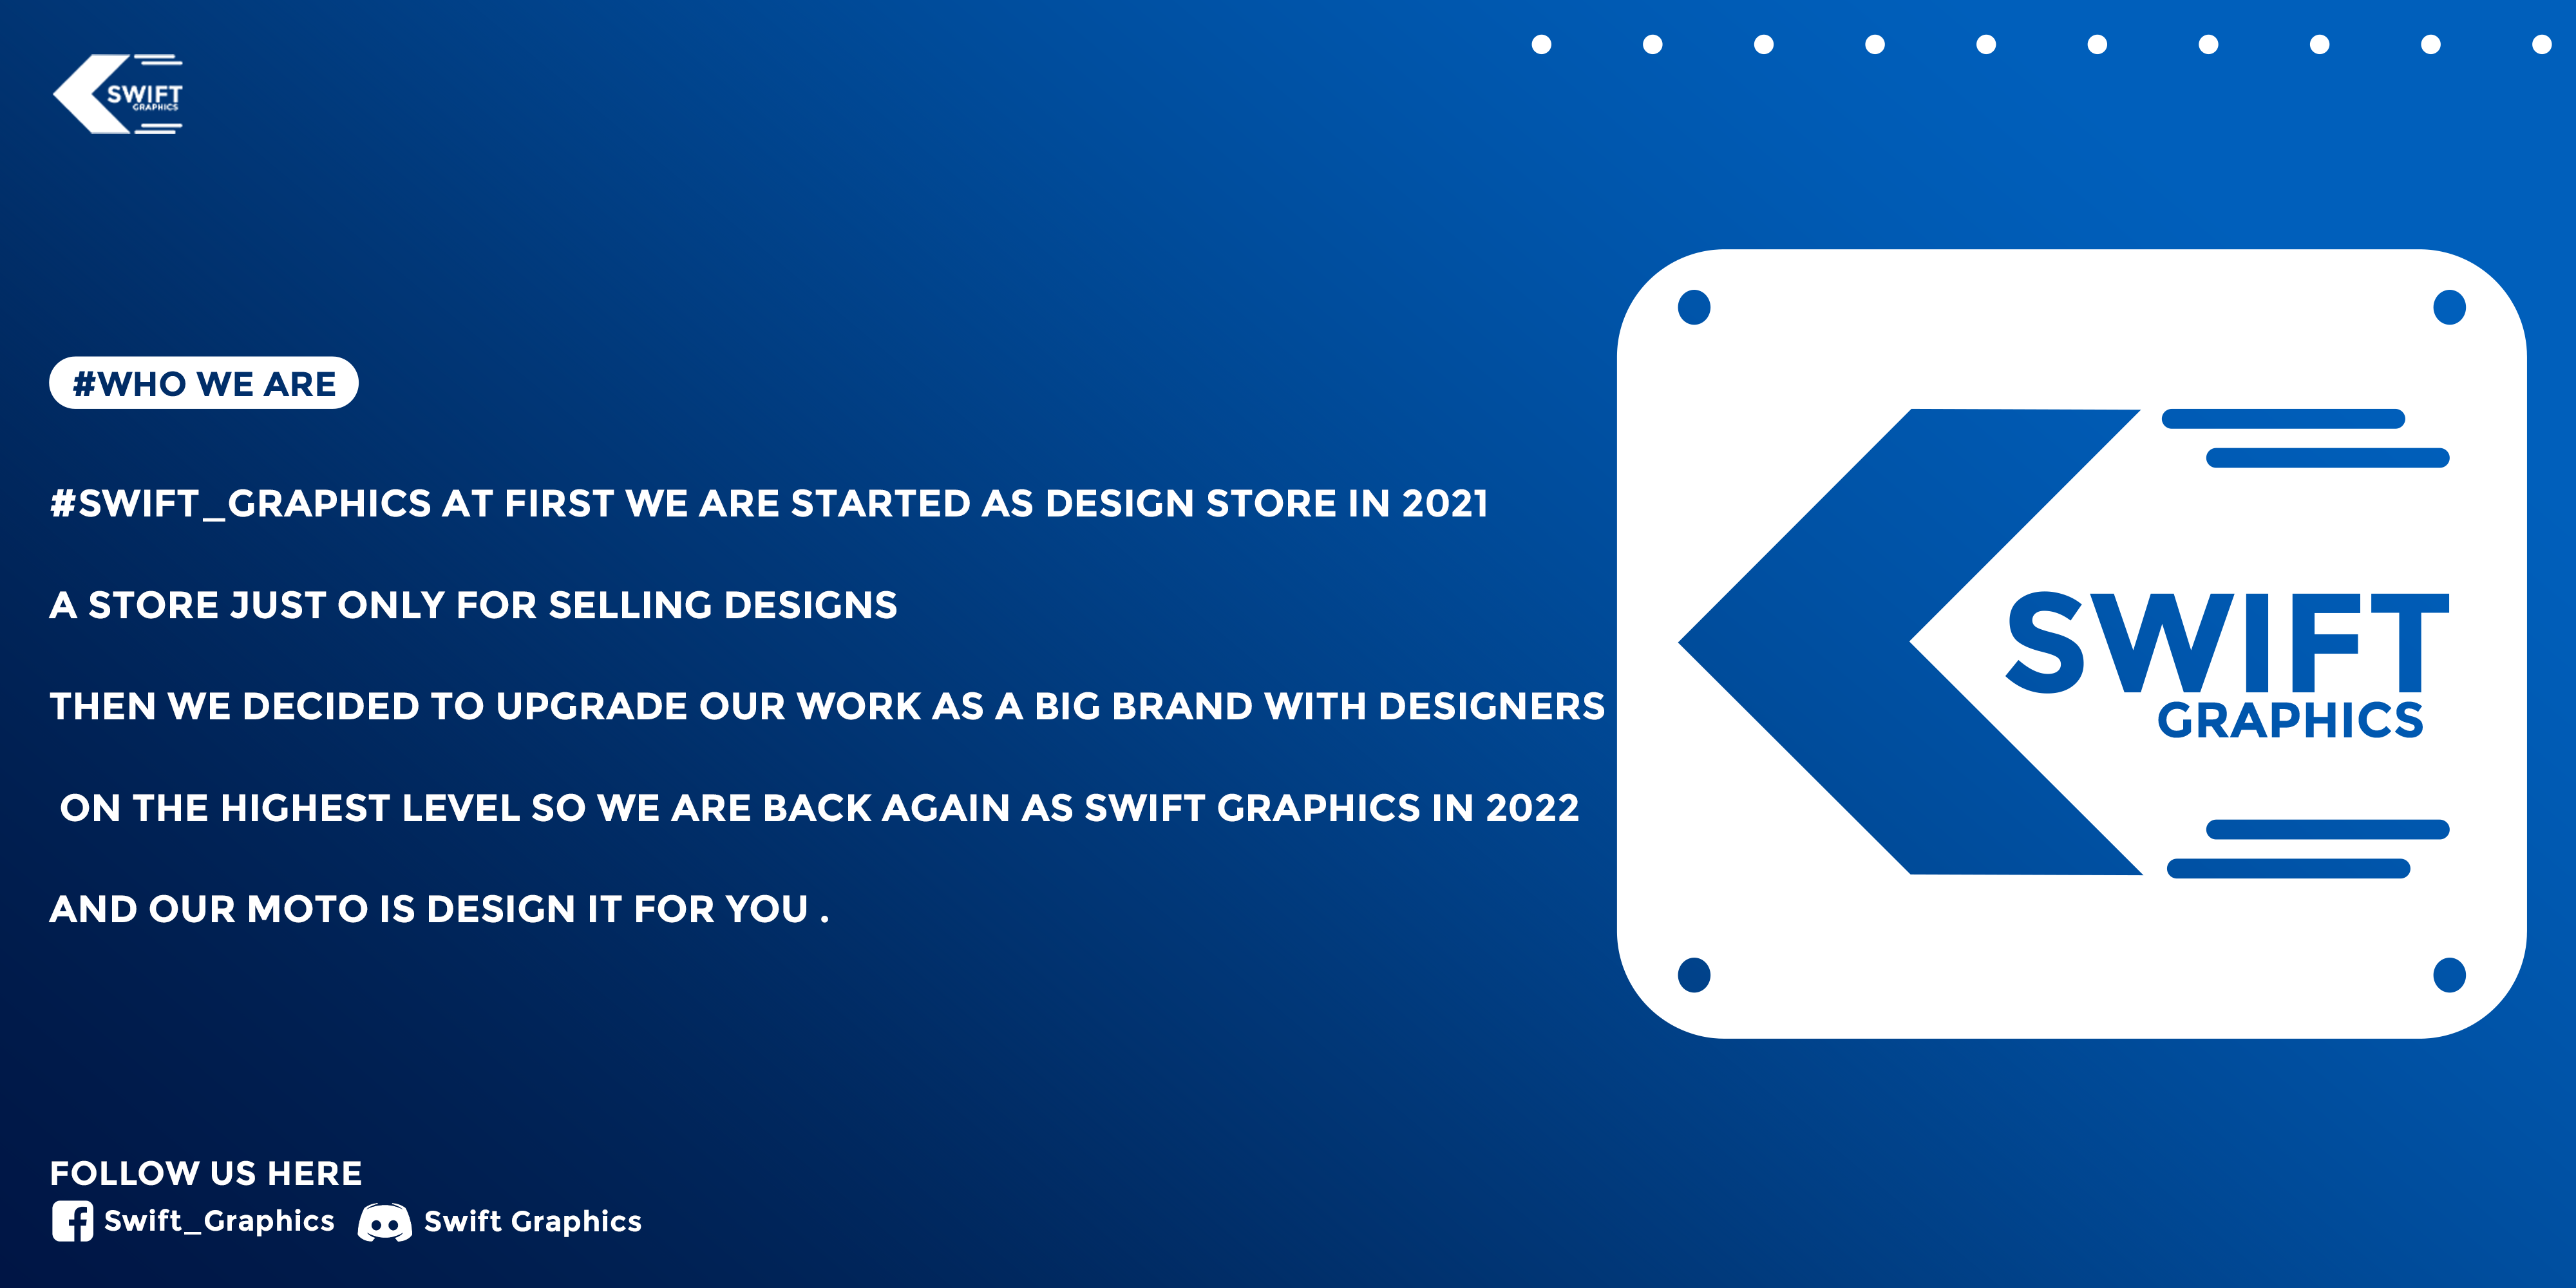 SWIFT
GRAPHICS
#WHO WE ARE
#SWIFT_GRAPHICS AT FIRST WE ARE STARTED AS DESIGN STORE IN 2021
A STORE JUST ONLY FOR SELLING DESIGNS
THEN WE DECIDED TO UPGRADE OUR WORK AS A BIG BRAND WITH DESIGNERS
ON THE HIGHEST LEVEL SO WE ARE BACK AGAIN AS SWIFT GRAPHICS IN 2022
AND OUR MOTO IS DESIGN IT FOR YOU .
SWIFT
GRAPHICS
FOLLOW US HERE
Swift_Graphics Swift Graphics